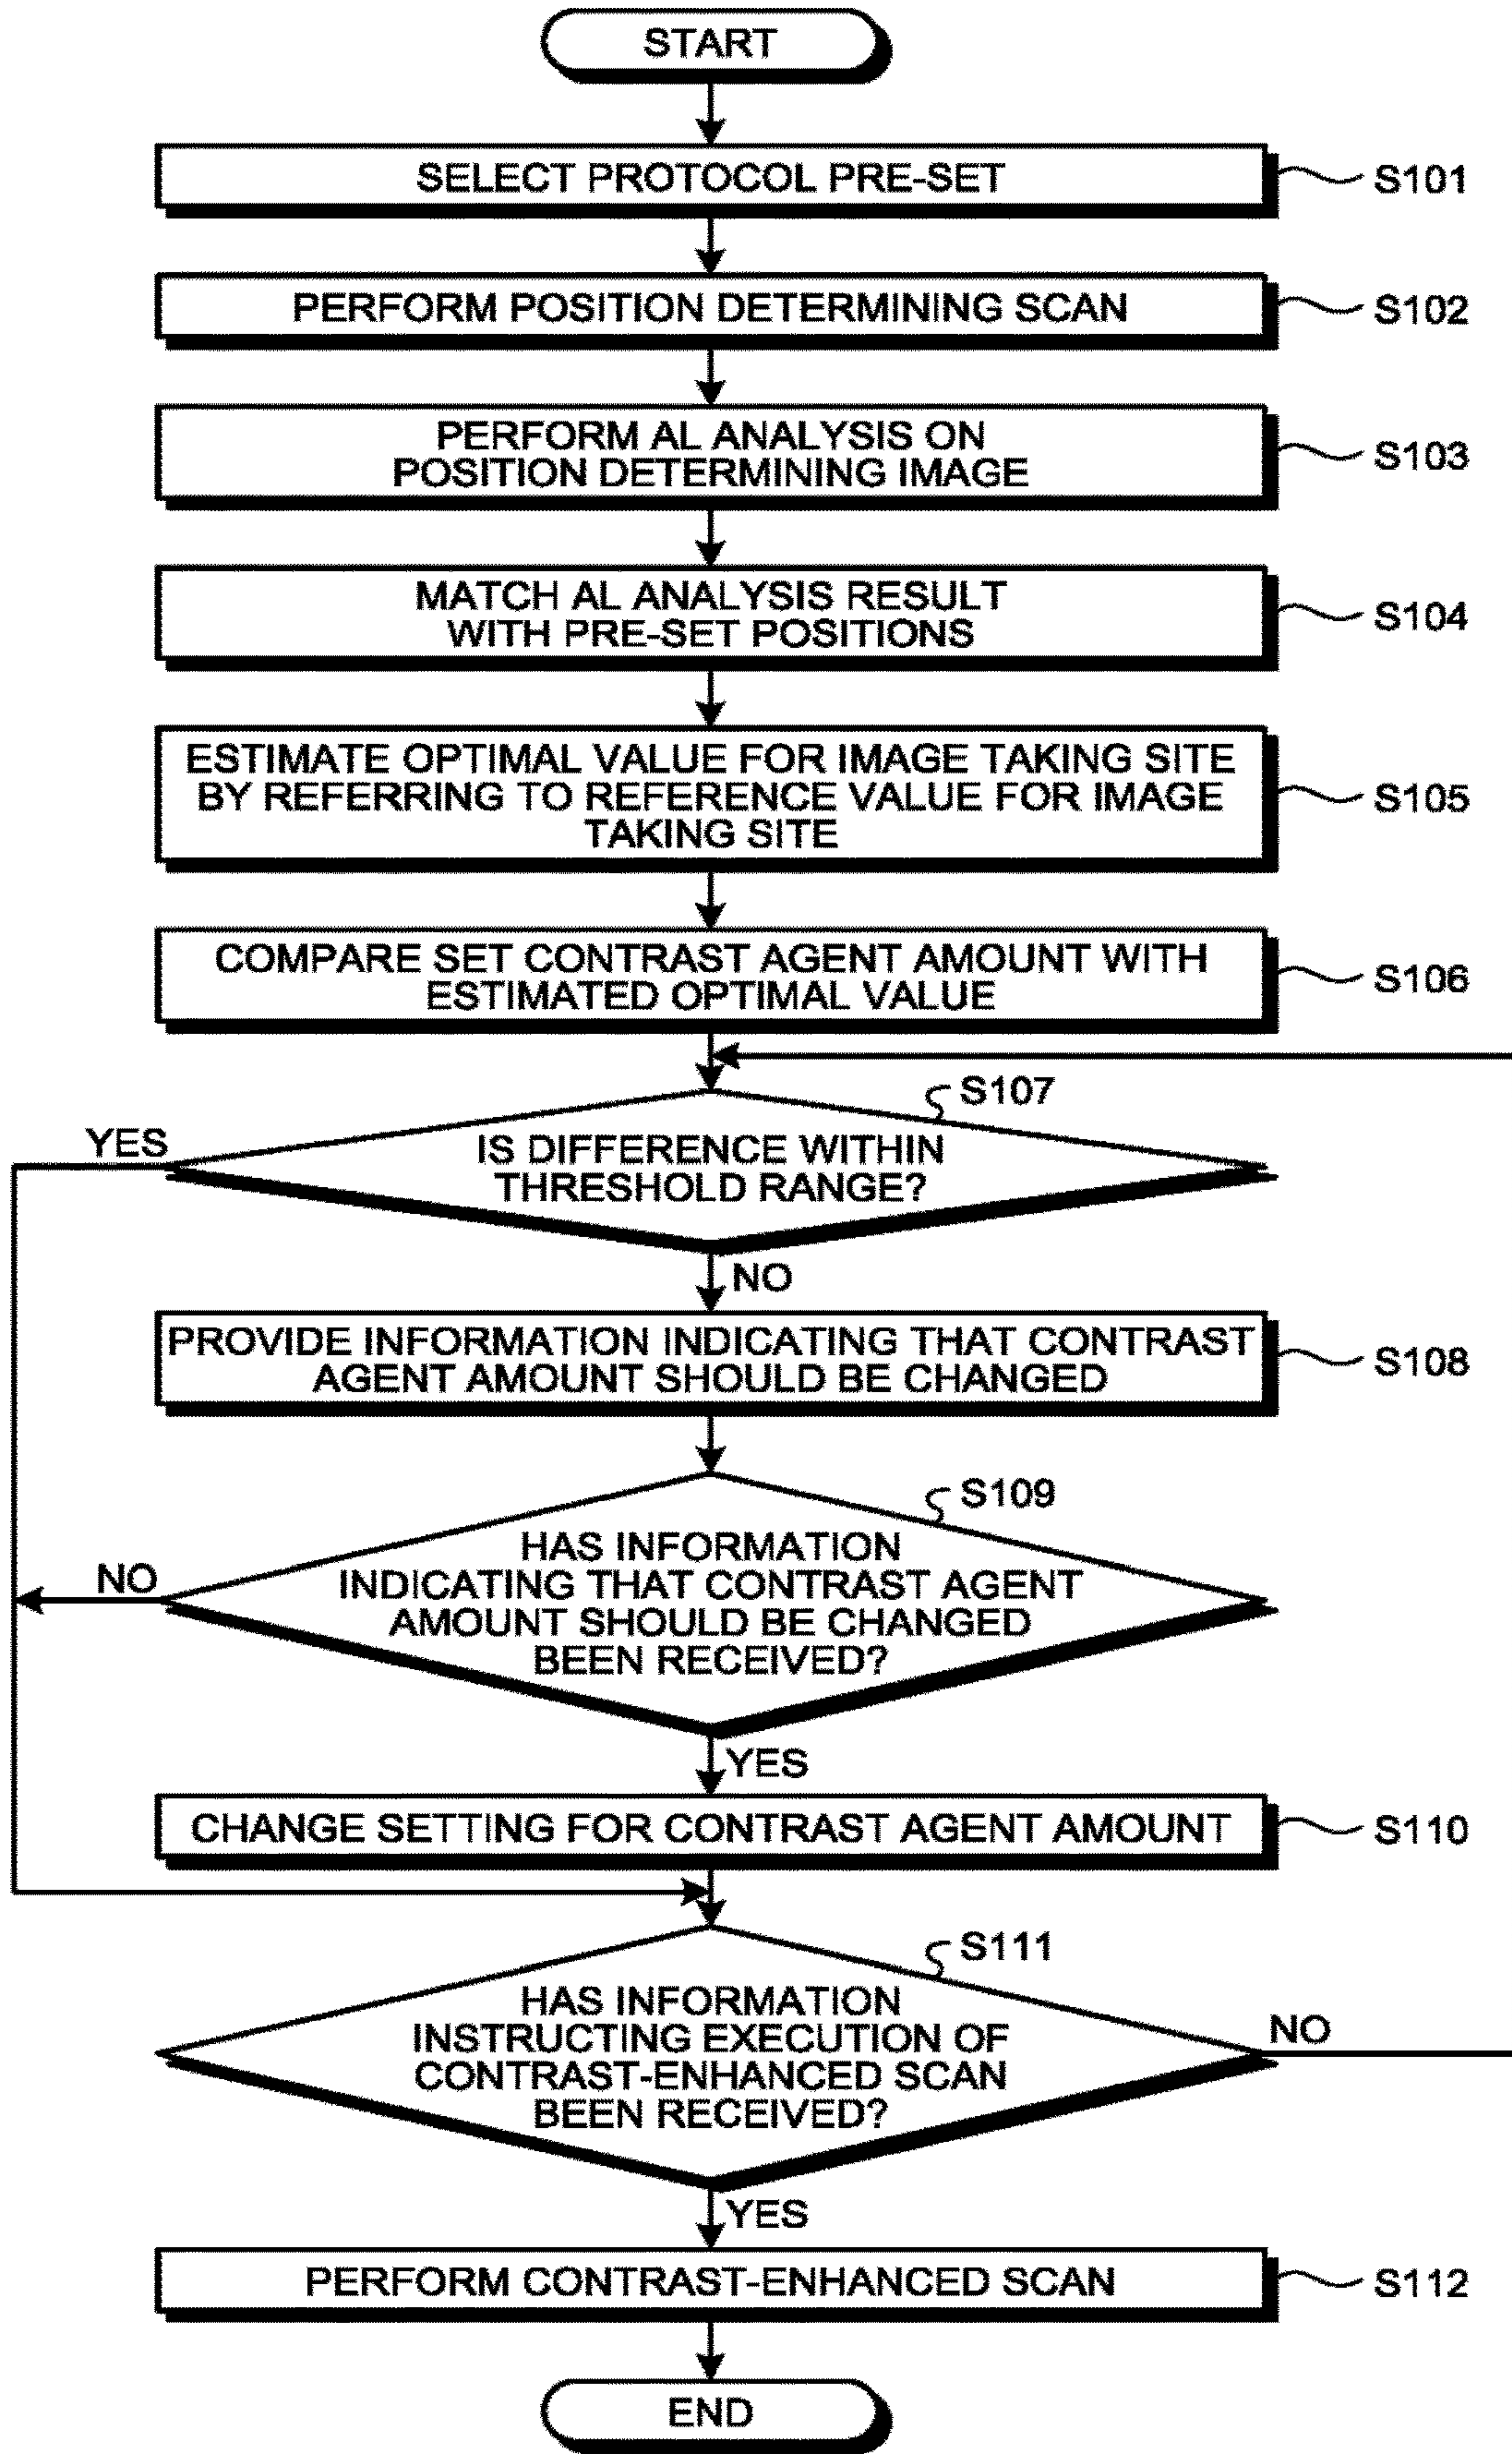 START
SELECT PROTOCOL PRE-SET
S101
PERFORM POSITION DETERMINING SCAN
S102
PERFORM AL ANALYSIS ON
POSITION DETERMINING IMAGE
S103
MATCH AL ANALYSIS RESULT
WITH PRE-SET POSITIONS
S104
ESTIMATE OPTIMAL VALUE FOR IMAGE TAKING SITE
BY REFERRING TO REFERENCE VALUE FOR IMAGE
TAKING SITE
S105
COMPARE SET CONTRAST AGENT AMOUNT WITH
ESTIMATED OPTIMAL VALUE
S106
S107
YES
IS DIFFERENCE WITHIN
THRESHOLD RANGE?
NO
PROVIDE INFORMATION INDICATING THAT CONTRAST
AGENT AMOUNT SHOULD BE CHANGED
S108
S109
NO
HAS INFORMATION
INDICATING THAT CONTRAST AGENT
AMOUNT SHOULD BE CHANGED
BEEN RECEIVED?
YES
CHANGE SETTING FOR CONTRAST AGENT AMOUNT
S110
S111
HAS INFORMATION
INSTRUCTING EXECUTION OF
CONTRAST-ENHANCED SCAN
BEEN RECEIVED?
NO
YES
PERFORM CONTRAST-ENHANCED SCAN
S112
END